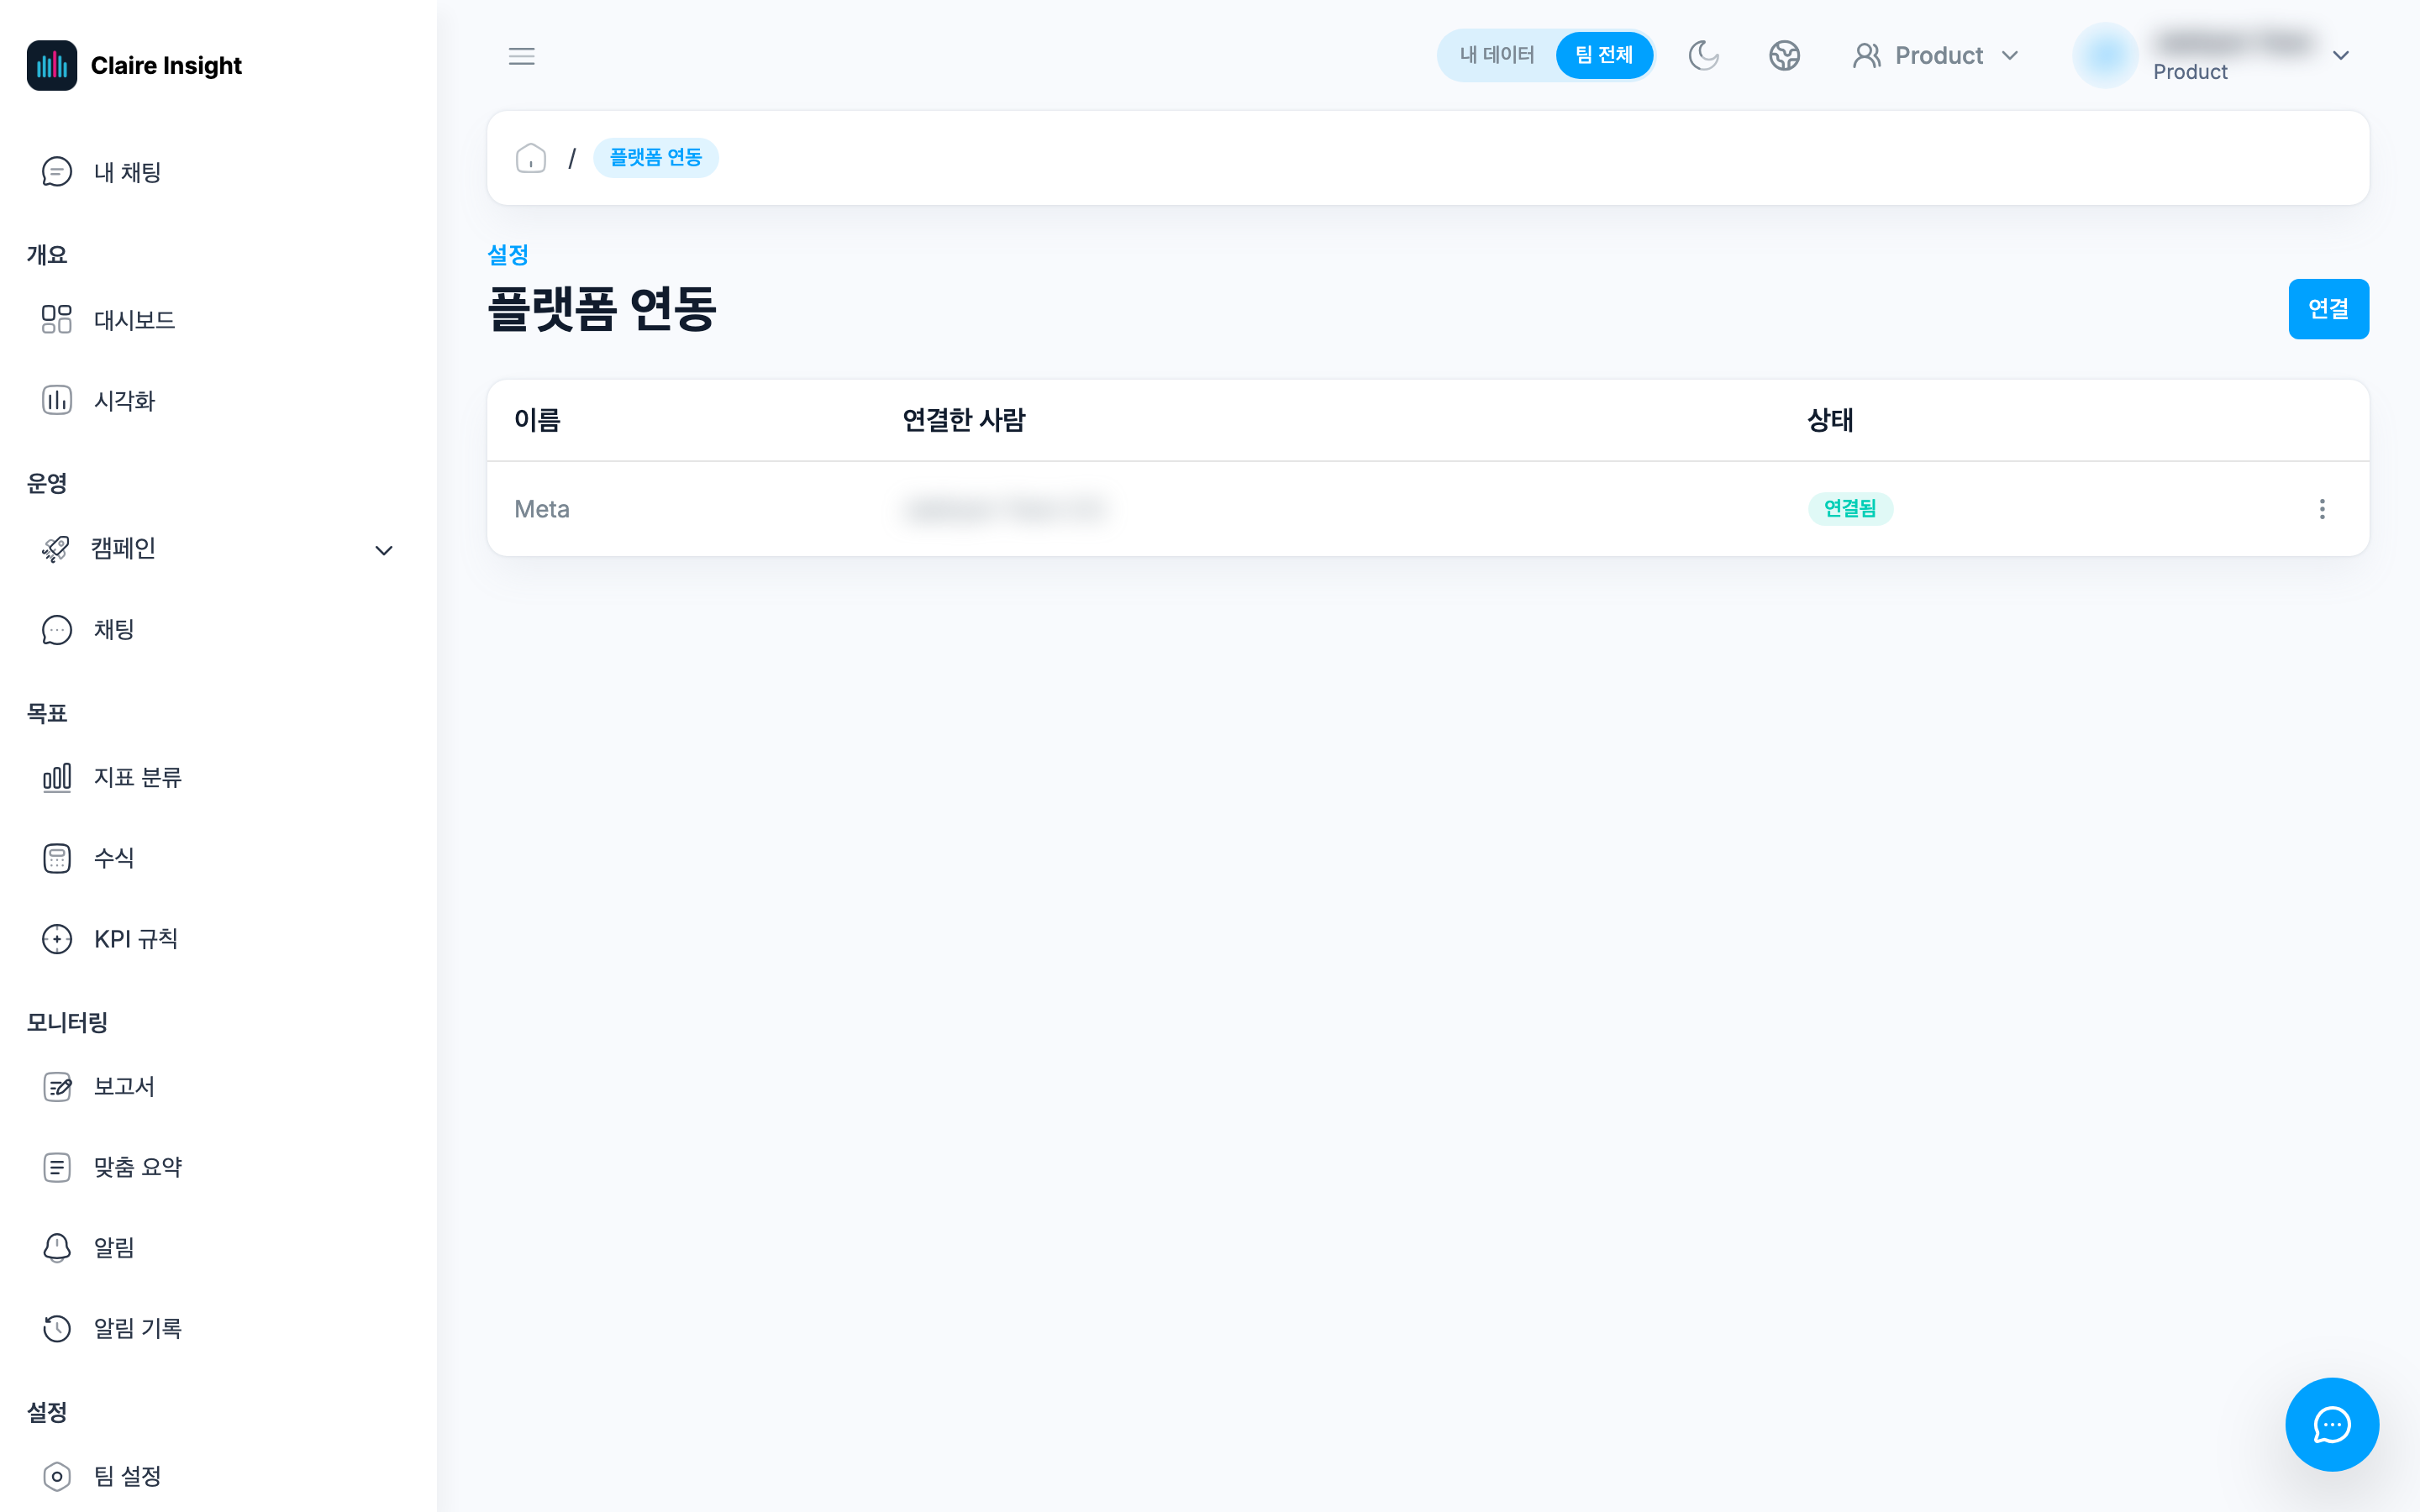 Claire Insight
내 채팅
개요
대시보드
시각화
운영
캠페인
채팅
목표
지표 분류
수식
KPI 규칙
모니터링
보고서
맞춤 요약
알림
알림 기록
설정
팀 설정
내 데이터 팀 전체 Product
Product
/ 플랫폼 연동
설정
플랫폼 연동
연결
이름 연결한 사람 상태
Meta 연결됨